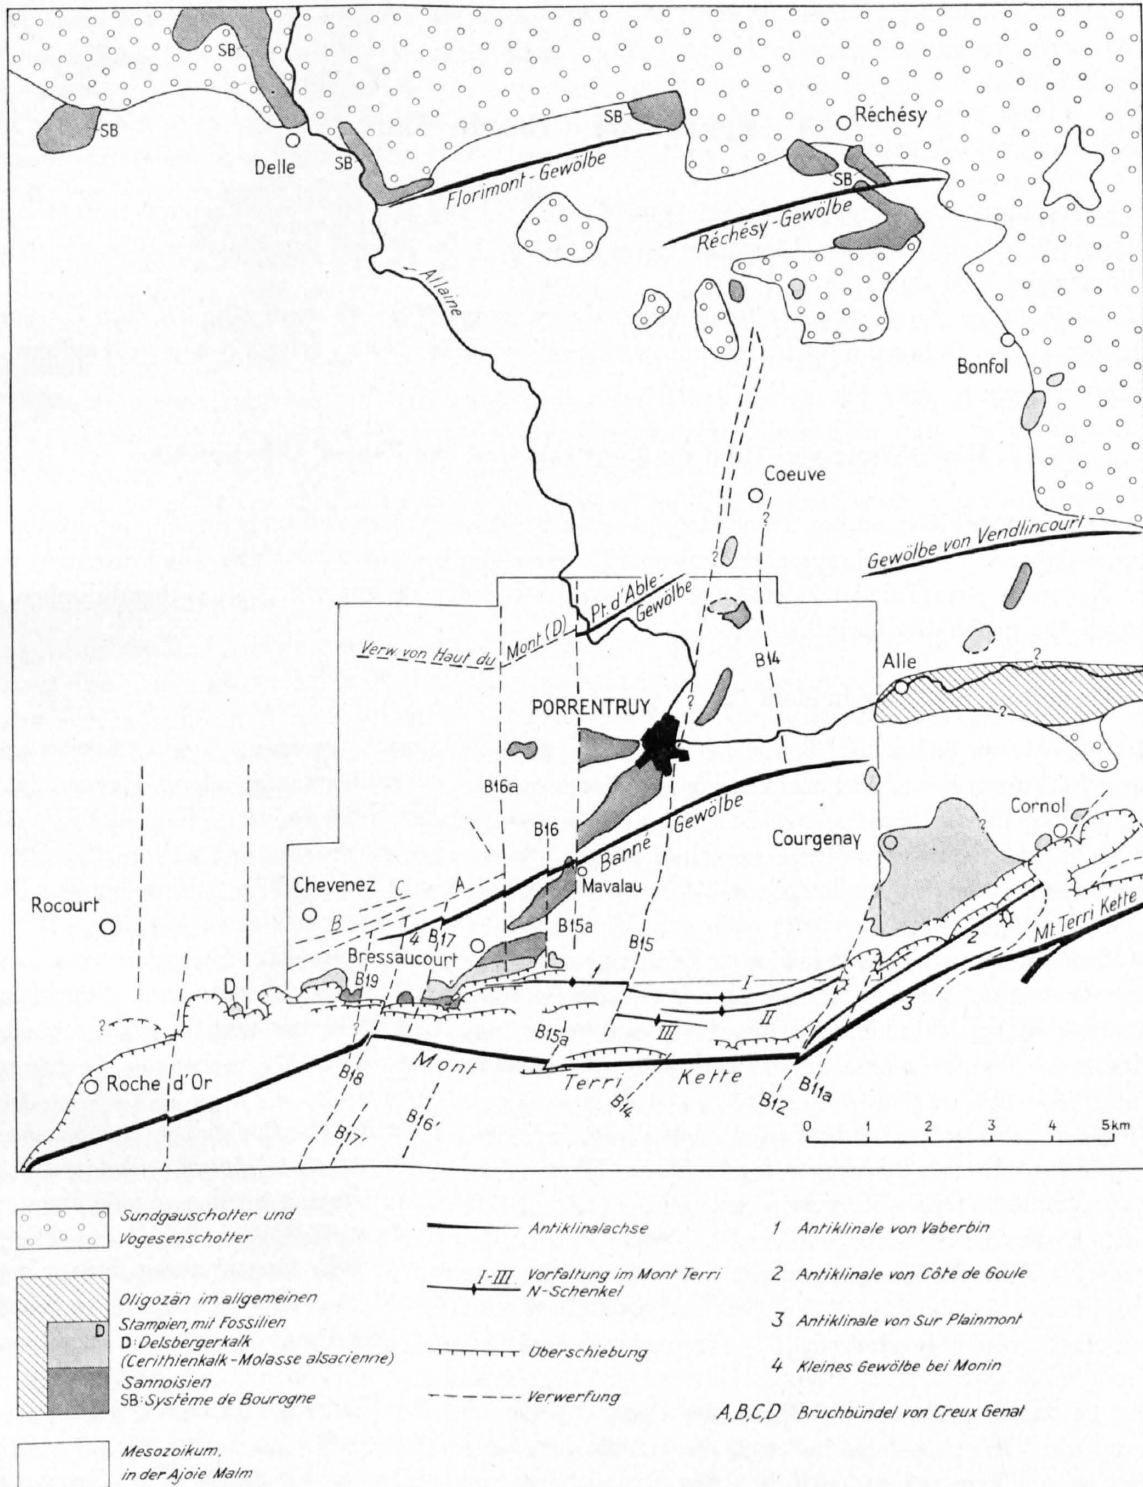 SB
SB
Delle
SB
SB
Réchésy
SB
Florimont-Gewölbe
Réchésy-Gewölbe
Allaine
Bonfol
Coeuve
?
?
Gewölbe von Vendlincourt
Pt. d'Able-
Gewölbe
Mont (D)
Verw. von Haut du
B14
Alle
?
?
?
PORRENTRUY
B16a
B16
Banné
Gewölbe
Mavalau
Courgenay
?
Cornol
Chevenez
C
A
B
Rocourt
4
B17
B15a
B15
Bressaucourt
B19
D
?
?
1
I
II
III
2
3
?
Mt. Terri Kette
B15a'
Roche d'Or
B18
Mont
Terri
Kette
B14
B12
B11a
B17'
B16'
0 1 2 3 4 5km
Sundgauschotter und
Vogesenschotter
Oligozän im allgemeinen
Stampien, mit Fossilien
D D: Delsbergerkalk
(Cerithienkalk-Molasse alsacienne)
Sannoisien
SB: Système de Bourogne
Mesozoikum,
in der Ajoie Malm
Antiklinalachse
I-III Vorfaltung im Mont Terri
N-Schenkel
Überschiebung
Verwerfung
1 Antiklinale von Vaberbin
2 Antiklinale von Côte de Goule
3 Antiklinale von Sur Plainmont
4 Kleines Gewölbe bei Monin
A,B,C,D Bruchbündel von Creux Genat